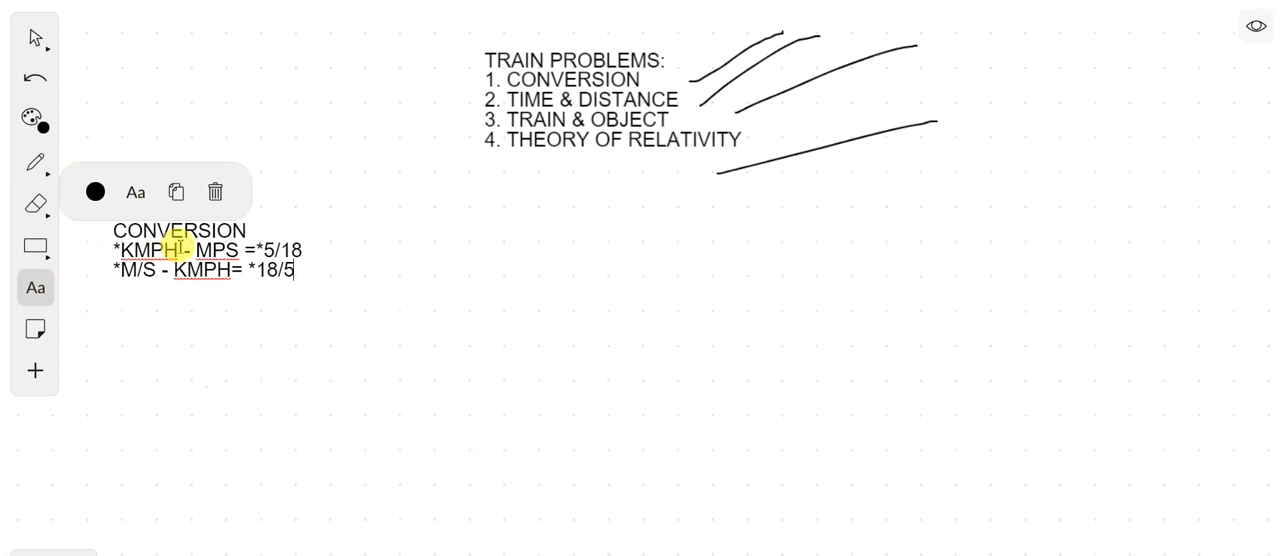 TRAIN PROBLEMS:
1. CONVERSION
2. TIME & DISTANCE
3. TRAIN & OBJECT
4. THEORY OF RELATIVITY
Aa
CONVERSION
*KMPH - MPS =*5/18
*M/S - KMPH= *18/5
Aa